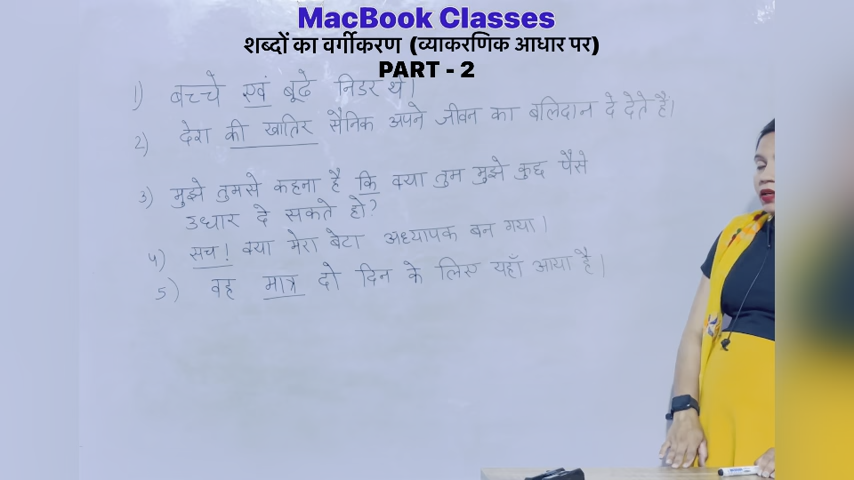 MacBook Classes
शब्दों का वर्गीकरण (व्याकरणिक आधार पर)
PART - 2
1) बच्चे एवं बूढे निडर थे।
2) देश की खातिर सैनिक अपने जीवन का बलिदान दे देते है।
3) मुझे तुमसे कहना है कि क्या तुम मुझे कुछ पैसे
उधार दे सकते हो?
4) सच! क्या मेरा बेटा अध्यापक बन गया।
5) वह मात्र दो दिन के लिए यहाँ आया है।